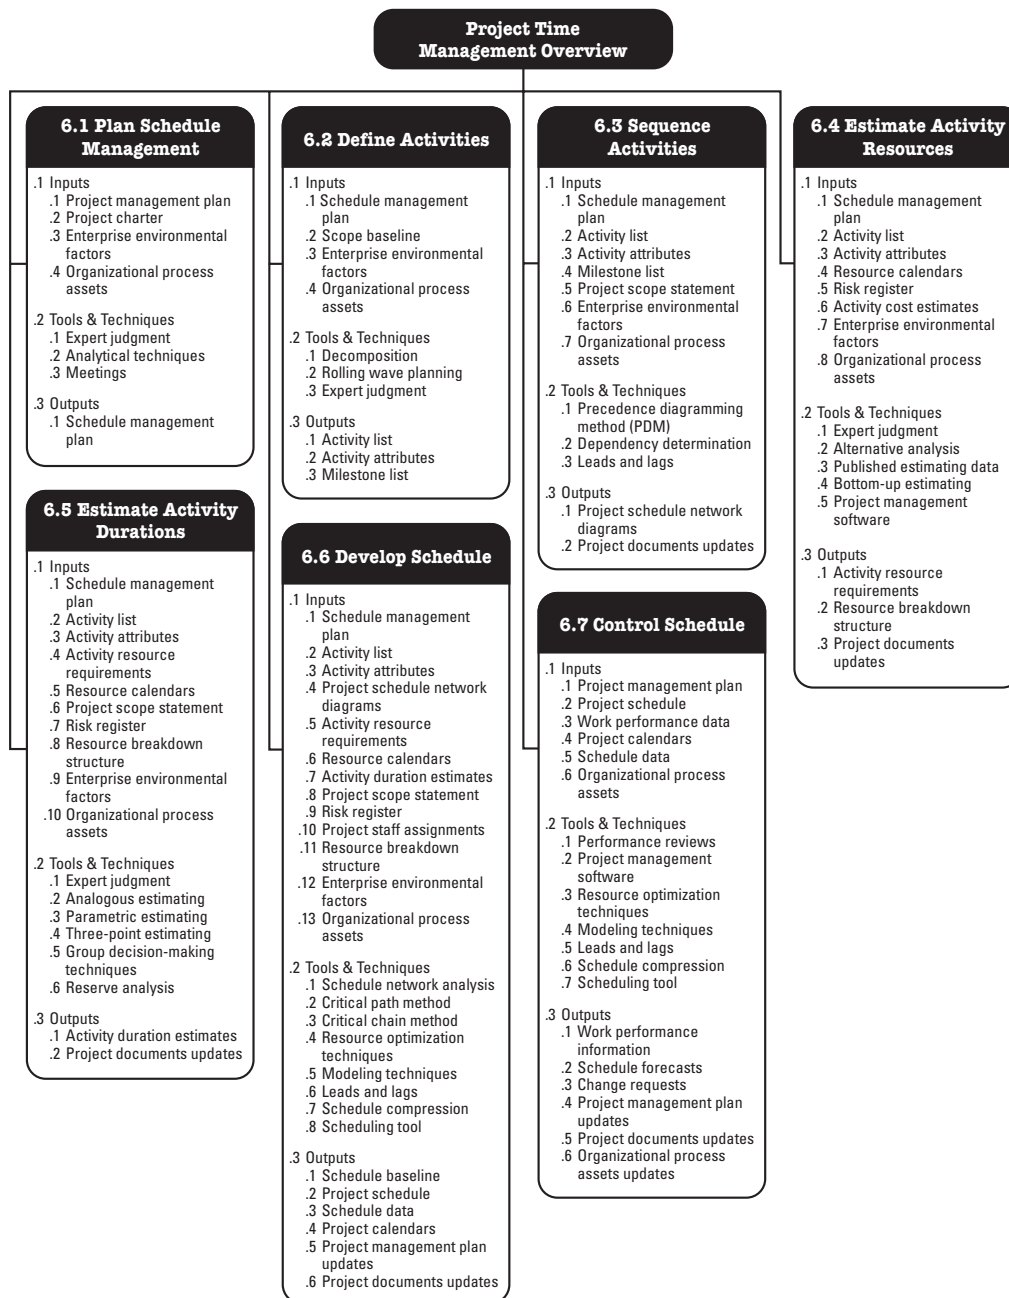 Project Time
Management Overview
6.1 Plan Schedule
Management
.1 Inputs
.1 Project management plan
.2 Project charter
.3 Enterprise environmental
factors
.4 Organizational process
assets
.2 Tools & Techniques
.1 Expert judgment
.2 Analytical techniques
.3 Meetings
.3 Outputs
.1 Schedule management
plan
6.2 Define Activities
.1 Inputs
.1 Schedule management
plan
.2 Scope baseline
.3 Enterprise environmental
factors
.4 Organizational process
assets
.2 Tools & Techniques
.1 Decomposition
.2 Rolling wave planning
.3 Expert judgment
.3 Outputs
.1 Activity list
.2 Activity attributes
.3 Milestone list
6.3 Sequence
Activities
.1 Inputs
.1 Schedule management
plan
.2 Activity list
.3 Activity attributes
.4 Milestone list
.5 Project scope statement
.6 Enterprise environmental
factors
.7 Organizational process
assets
.2 Tools & Techniques
.1 Precedence diagramming
method (PDM)
.2 Dependency determination
.3 Leads and lags
.3 Outputs
.1 Project schedule network
diagrams
.2 Project documents updates
6.4 Estimate Activity
Resources
.1 Inputs
.1 Schedule management
plan
.2 Activity list
.3 Activity attributes
.4 Resource calendars
.5 Risk register
.6 Activity cost estimates
.7 Enterprise environmental
factors
.8 Organizational process
assets
.2 Tools & Techniques
.1 Expert judgment
.2 Alternative analysis
.3 Published estimating data
.4 Bottom-up estimating
.5 Project management
software
.3 Outputs
.1 Activity resource
requirements
.2 Resource breakdown
structure
.3 Project documents
updates
6.5 Estimate Activity
Durations
.1 Inputs
.1 Schedule management
plan
.2 Activity list
.3 Activity attributes
.4 Activity resource
requirements
.5 Resource calendars
.6 Project scope statement
.7 Risk register
.8 Resource breakdown
structure
.9 Enterprise environmental
factors
.10 Organizational process
assets
.2 Tools & Techniques
.1 Expert judgment
.2 Analogous estimating
.3 Parametric estimating
.4 Three-point estimating
.5 Group decision-making
techniques
.6 Reserve analysis
.3 Outputs
.1 Activity duration estimates
.2 Project documents updates
6.6 Develop Schedule
.1 Inputs
.1 Schedule management
plan
.2 Activity list
.3 Activity attributes
.4 Project schedule network
diagrams
.5 Activity resource
requirements
.6 Resource calendars
.7 Activity duration estimates
.8 Project scope statement
.9 Risk register
.10 Project staff assignments
.11 Resource breakdown
structure
.12 Enterprise environmental
factors
.13 Organizational process
assets
.2 Tools & Techniques
.1 Schedule network analysis
.2 Critical path method
.3 Critical chain method
.4 Resource optimization
techniques
.5 Modeling techniques
.6 Leads and lags
.7 Schedule compression
.8 Scheduling tool
.3 Outputs
.1 Schedule baseline
.2 Project schedule
.3 Schedule data
.4 Project calendars
.5 Project management plan
updates
.6 Project documents updates
6.7 Control Schedule
.1 Inputs
.1 Project management plan
.2 Project schedule
.3 Work performance data
.4 Project calendars
.5 Schedule data
.6 Organizational process
assets
.2 Tools & Techniques
.1 Performance reviews
.2 Project management
software
.3 Resource optimization
techniques
.4 Modeling techniques
.5 Leads and lags
.6 Schedule compression
.7 Scheduling tool
.3 Outputs
.1 Work performance
information
.2 Schedule forecasts
.3 Change requests
.4 Project management plan
updates
.5 Project documents updates
.6 Organizational process
assets updates